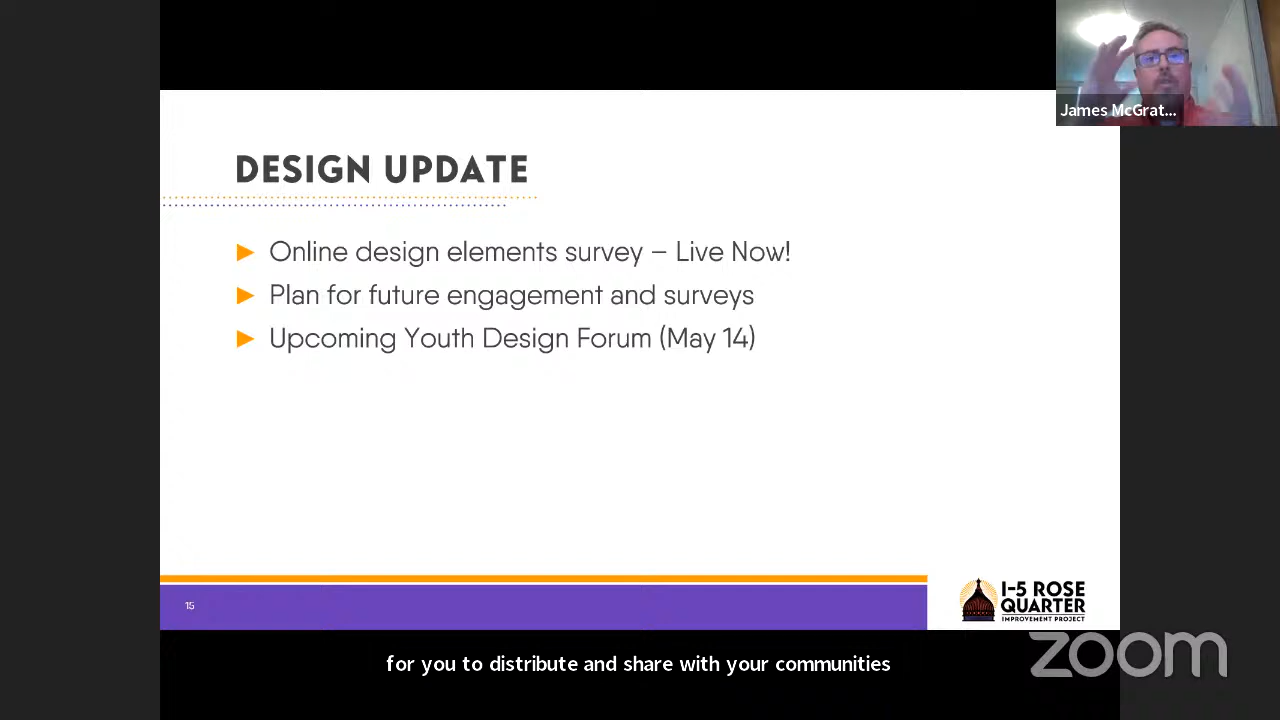 James McGrat...
DESIGN UPDATE
Online design elements survey – Live Now!
Plan for future engagement and surveys
Upcoming Youth Design Forum (May 14)
15
I-5 ROSE
QUARTER
IMPROVEMENT PROJECT
for you to distribute and share with your communities
zoom